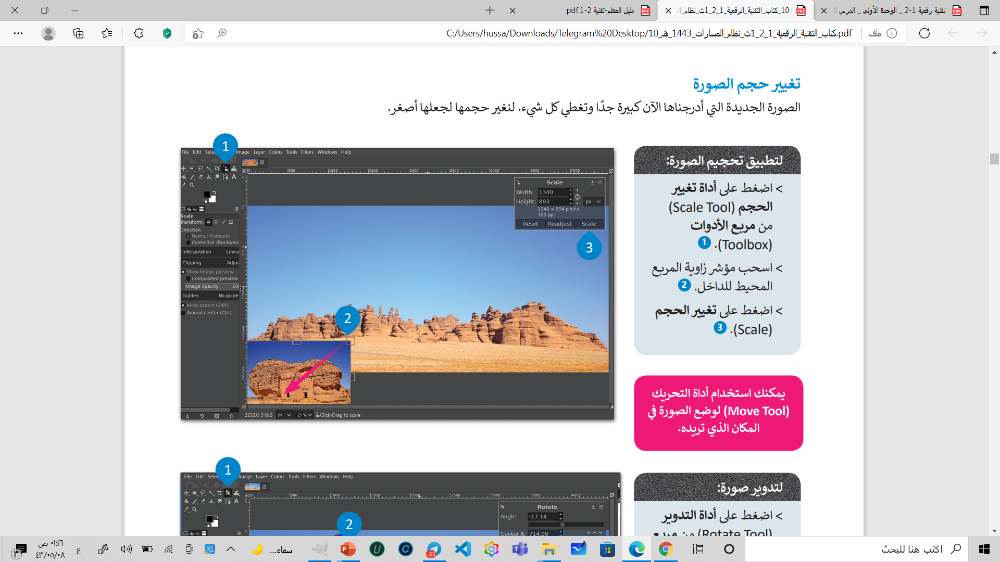 تقنية رقمية 1-2 _ الوحدة الأولى _ الدرس ال
10_كتاب_التقنية_الرقمية_1_2_1ث_نظام_ال
دليل المعلم-تقنية 2-1.pdf
ملف
C:/Users/hussa/Downloads/Telegram%20Desktop/10_كتاب_التقنية_الرقمية_1_2_1ث_نظام_المسارات_1443_هـ.pdf
تغيير حجم الصورة
الصورة الجديدة التي أدرجناها الآن كبيرة جدًا وتغطي كل شيء. لنغير حجمها لجعلها أصغر.
لتطبيق تحجيم الصورة:
> اضغط على أداة تغيير
الحجم (Scale Tool)
من مربع الأدوات
(Toolbox). 1
> اسحب مؤشر زاوية المربع
المحيط للداخل. 2
> اضغط على تغيير الحجم
(Scale). 3
يمكنك استخدام أداة التحريك
(Move Tool) لوضع الصورة في
المكان الذي تريده.
1
File Edit Selec mage Layer Colors Tools Filters Windows Help
0 500 1000 1500 2000 2500 3000 3500 4000
Scale
Width: 1340
Height: 893 px
1340 × 894 pixels
300 ppi
Reset Readjust Scale
3
2
Scale
Transform:
Direction
Normal (Forward)
Corrective (Backward
Interpolation Linea
Clipping Adjus
Show image preview
Composited preview
Image opacity 10
Guides No guide
Keep aspect (Shift)
Around center (Ctrl)
2232.0, 516.0 px 25 % Click-Drag to scale
لتدوير صورة:
> اضغط على أداة التدوير
(Rotate Tool) من مربع
1
File Edit Selec mage Layer Colors Tools Filters Windows Help
0 500 1000 1500 2000 3000 3500 4000
Rotate
Angle: -17.14
Center X: 714.00
2
اكتب هنا للبحث
63
سماء...
ع
٠١:١٦ ص
٤٣/٠٥/٠٨
٣